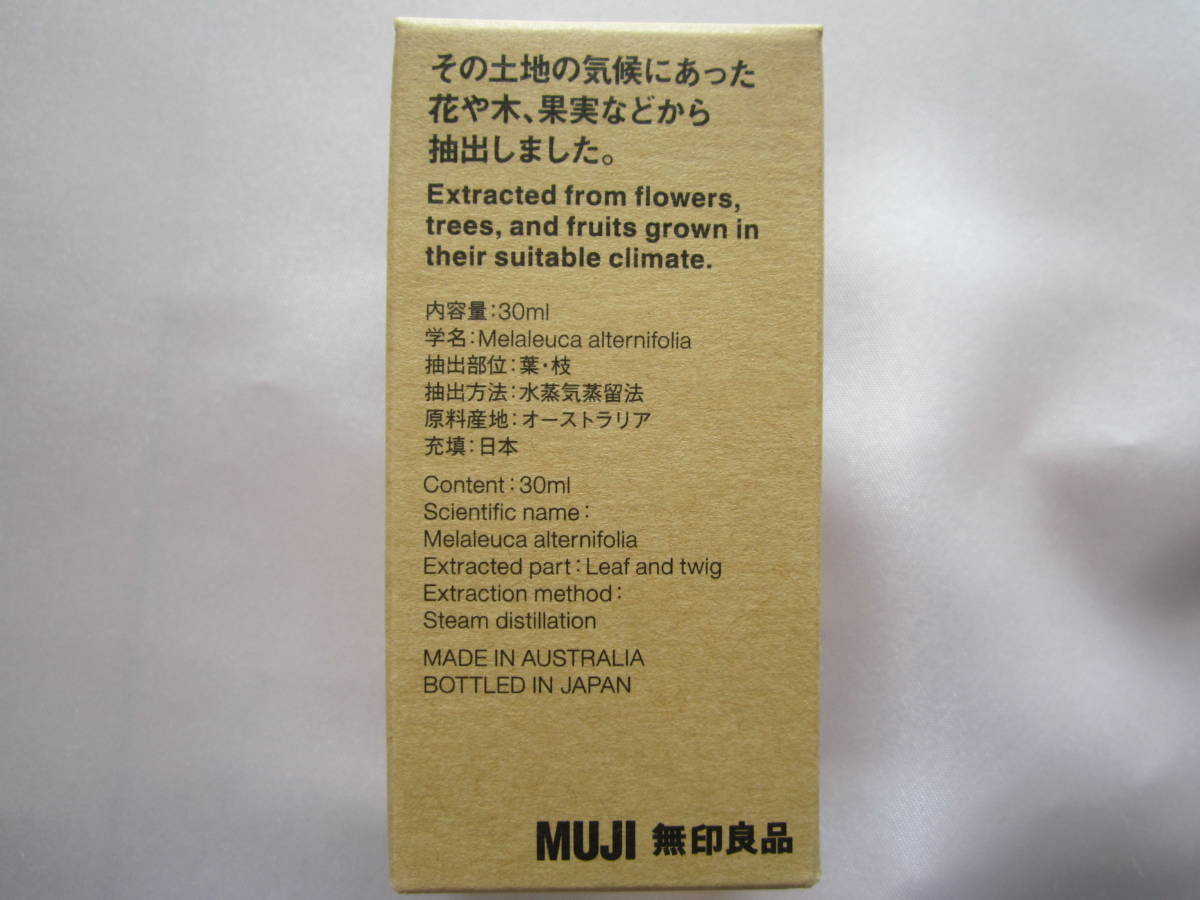 その土地の気候にあった
花や木、果実などから
抽出しました。
Extracted from flowers,
trees, and fruits grown in
their suitable climate.
内容量:30ml
学名:Melaleuca alternifolia
抽出部位:葉・枝
抽出方法:水蒸気蒸留法
原料産地:オーストラリア
充填:日本
Content:30ml
Scientific name:
Melaleuca alternifolia
Extracted part:Leaf and twig
Extraction method:
Steam distillation
MADE IN AUSTRALIA
BOTTLED IN JAPAN
MUJI 無印良品